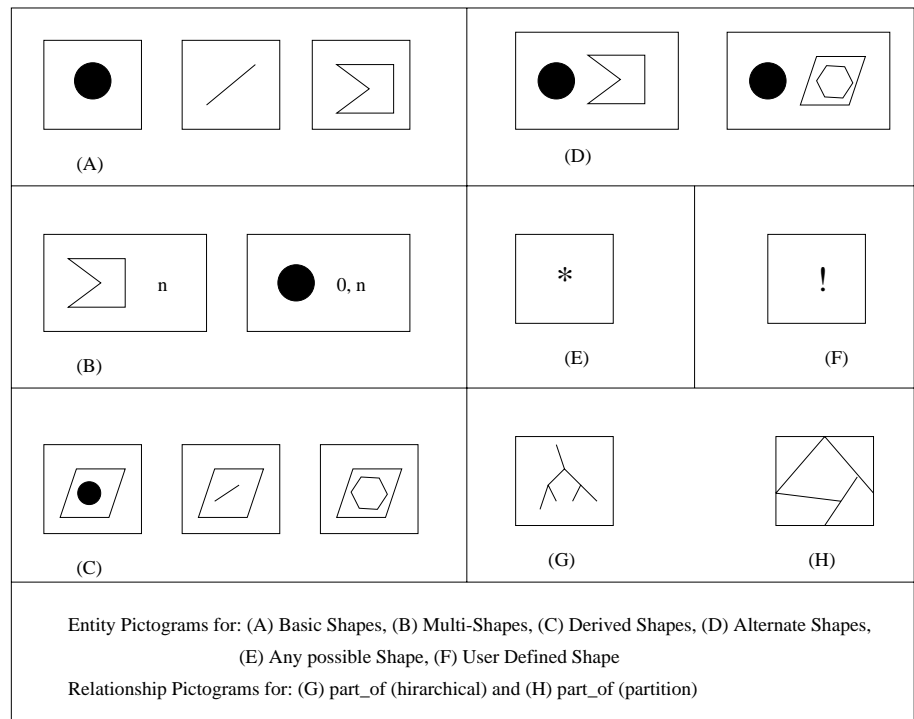 (A)
(D)
n
0, n
(B)
*
(E)
!
(F)
(C)
(G)
(H)
Entity Pictograms for: (A) Basic Shapes, (B) Multi-Shapes, (C) Derived Shapes, (D) Alternate Shapes,
(E) Any possible Shape, (F) User Defined Shape
Relationship Pictograms for: (G) part_of (hirarchical) and (H) part_of (partition)